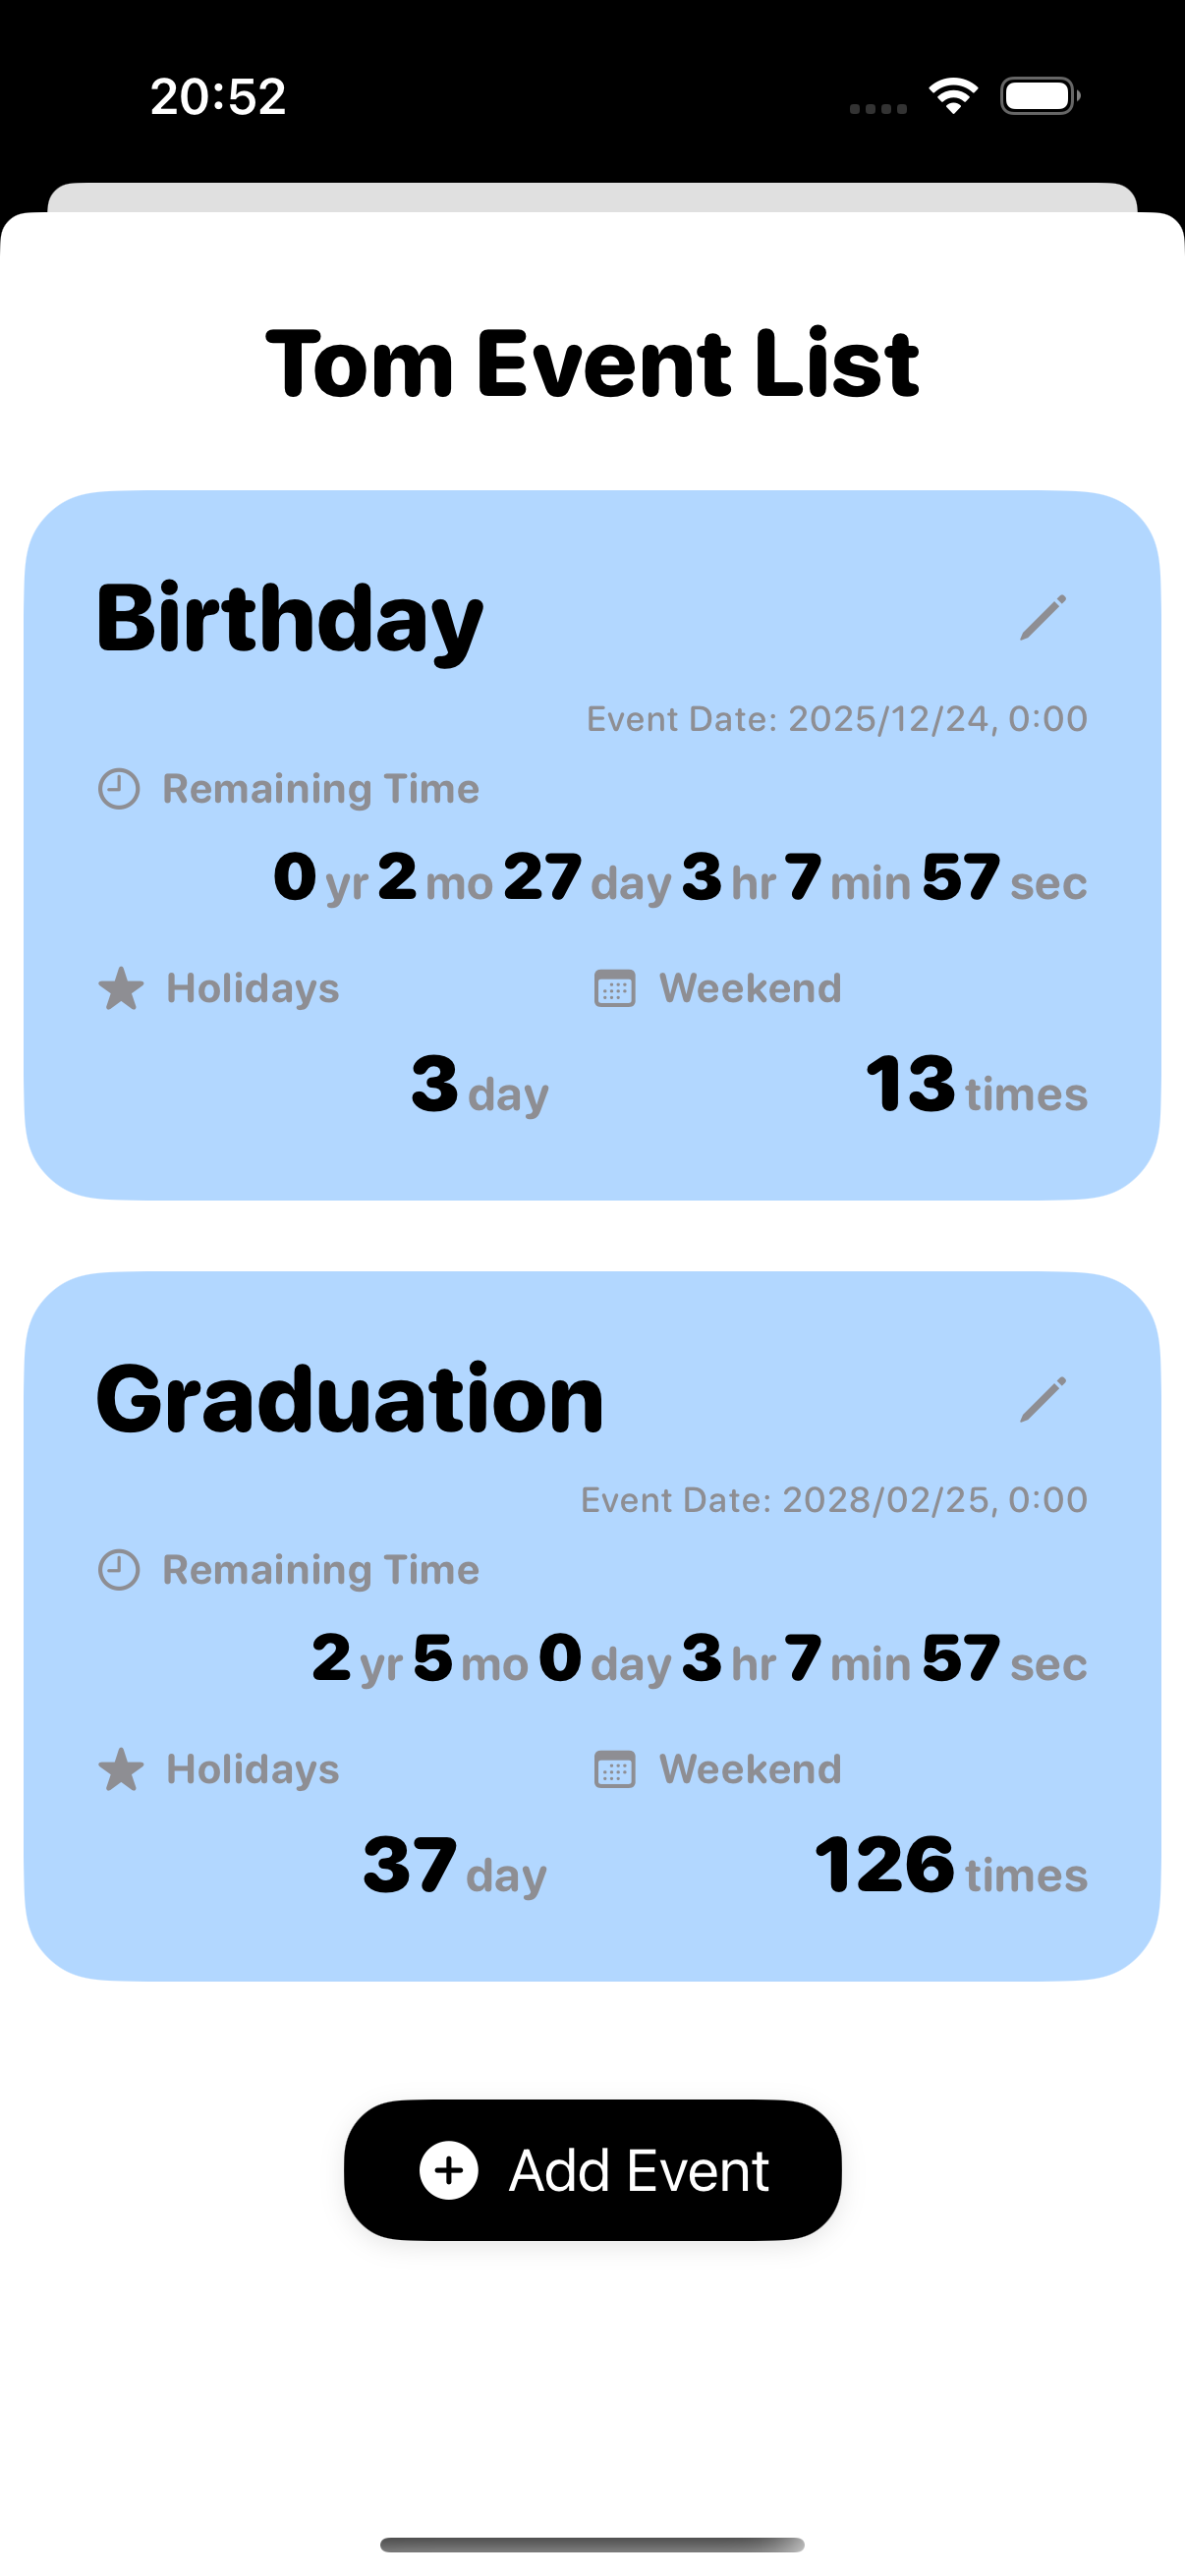 20:52
Tom Event List
Birthday
Event Date: 2025/12/24, 0:00
Remaining Time
0 yr 2 mo 27 day 3 hr 7 min 57 sec
Holidays Weekend
3 day 13 times
Graduation
Event Date: 2028/02/25, 0:00
Remaining Time
2 yr 5 mo 0 day 3 hr 7 min 57 sec
Holidays Weekend
37 day 126 times
Add Event